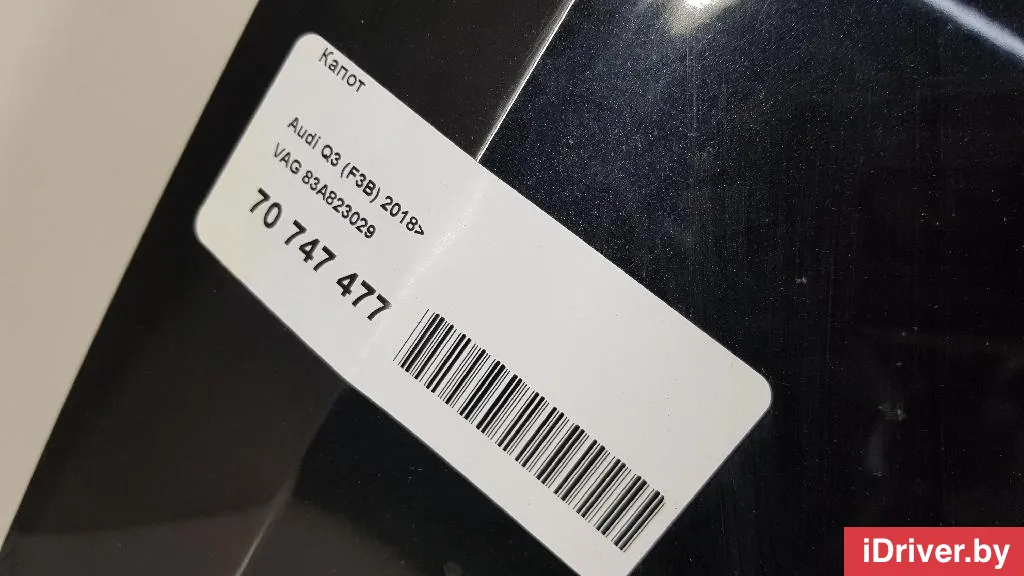 Капот
Audi Q3 (F3B) 2018>
VAG 83A823029
70 747 477
iDriver.by